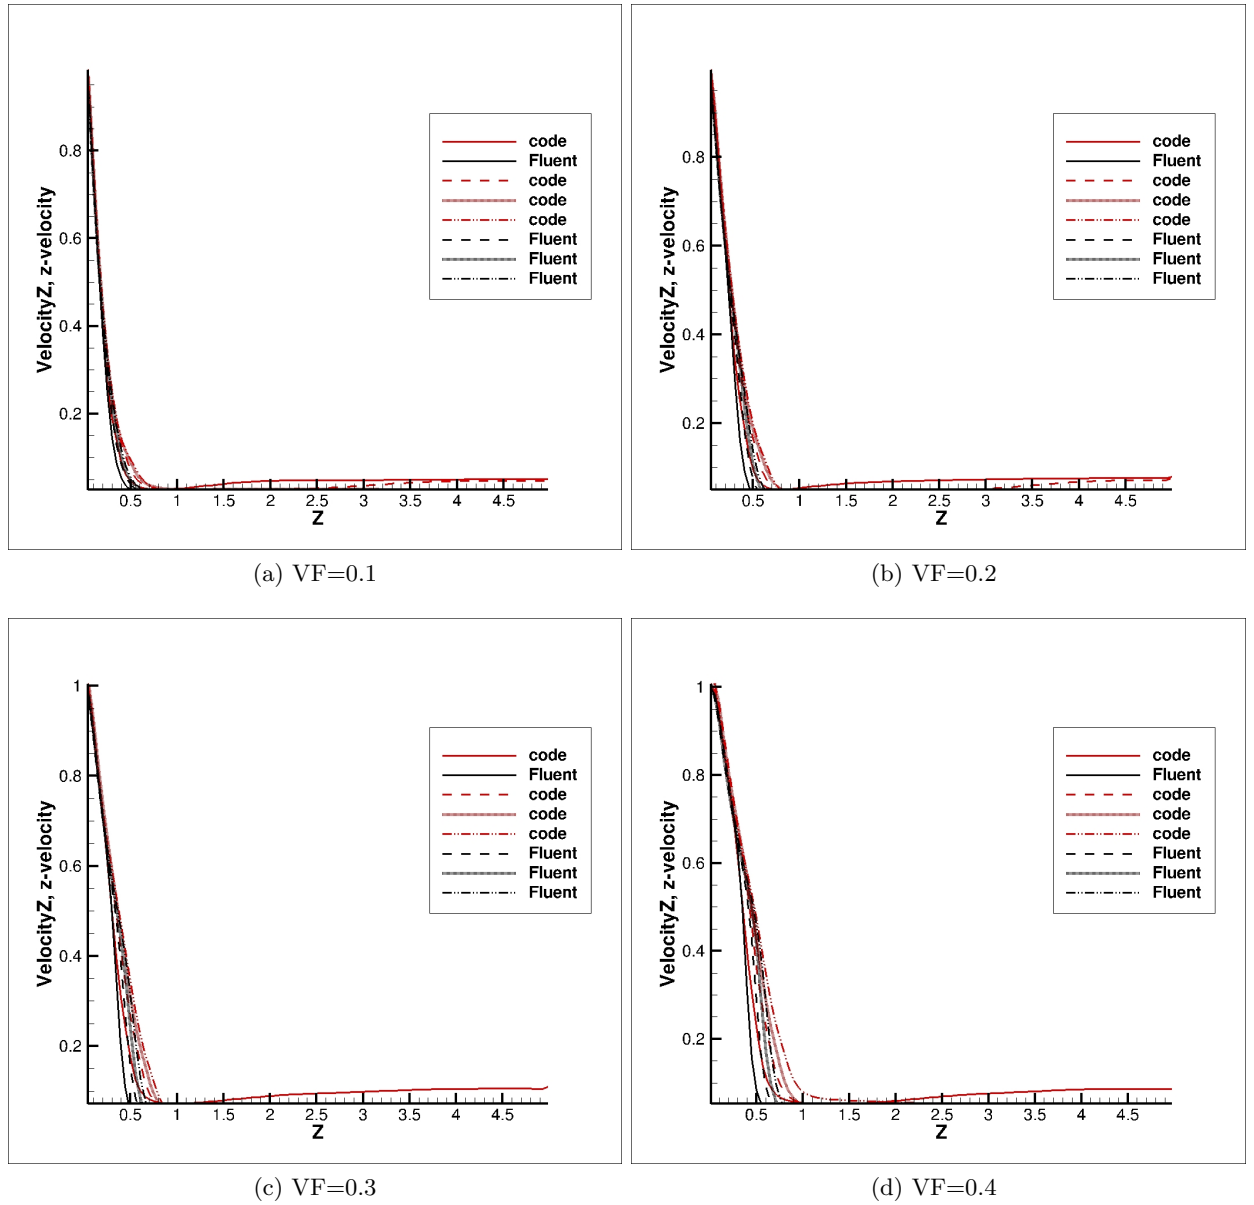 0.8
0.6
0.4
0.2
VelocityZ, z-velocity
code
Fluent
code
code
code
Fluent
Fluent
Fluent
0.5 1 1.5 2 2.5 3 3.5 4 4.5
Z
(a) VF=0.1
0.8
0.6
0.4
0.2
VelocityZ, z-velocity
code
Fluent
code
code
code
Fluent
Fluent
Fluent
0.5 1 1.5 2 2.5 3 3.5 4 4.5
Z
(b) VF=0.2
1
0.8
0.6
0.4
0.2
VelocityZ, z-velocity
code
Fluent
code
code
code
Fluent
Fluent
Fluent
0.5 1 1.5 2 2.5 3 3.5 4 4.5
Z
(c) VF=0.3
1
0.8
0.6
0.4
0.2
VelocityZ, z-velocity
code
Fluent
code
code
code
Fluent
Fluent
Fluent
0.5 1 1.5 2 2.5 3 3.5 4 4.5
Z
(d) VF=0.4